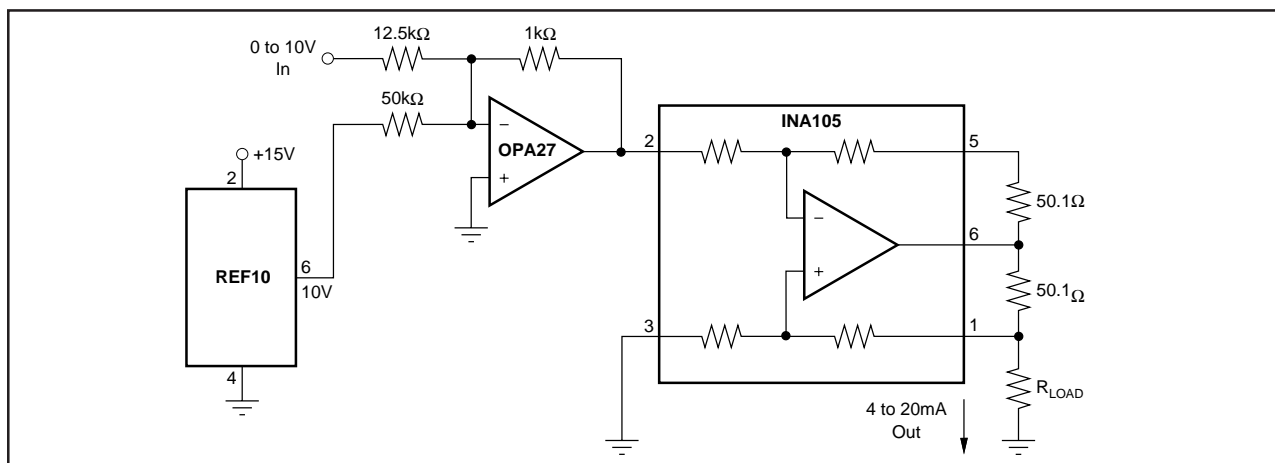 0 to 10V
In
12.5kΩ
1kΩ
50kΩ
−
OPA27
+
+15V
2
REF10
6
10V
4
INA105
2
5
−
50.1Ω
6
+
50.1Ω
3
1
RLOAD
4 to 20mA
Out